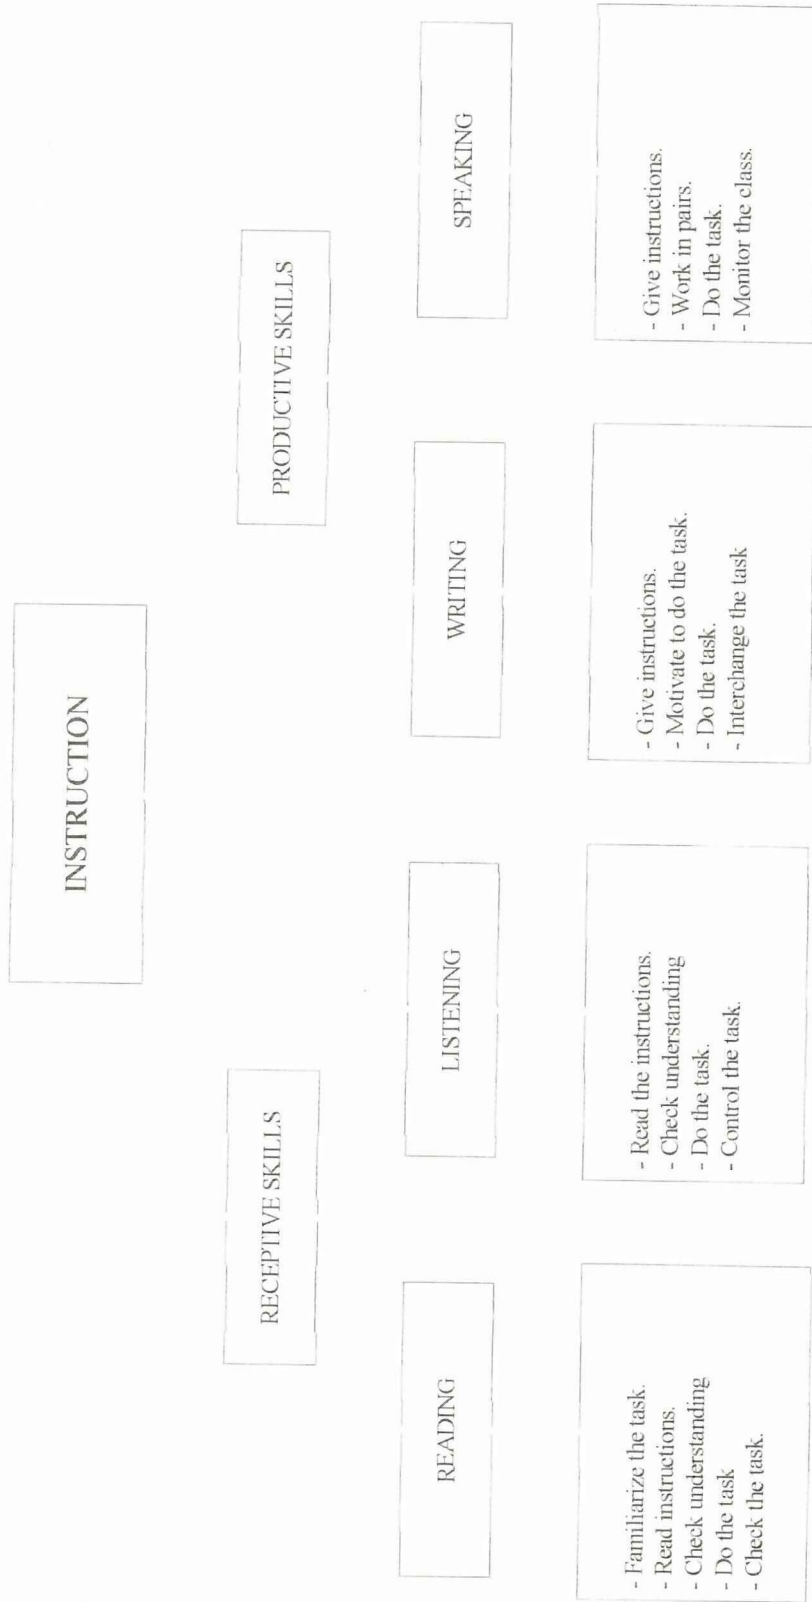 INSTRUCTION
RECEPTIVE SKILLS
PRODUCTIVE SKILLS
READING
LISTENING
WRITING
SPEAKING
- Familiarize the task.
- Read instructions.
- Check understanding
- Do the task
- Check the task.
- Read the instructions.
- Check understanding
- Do the task.
- Control the task.
- Give instructions.
- Motivate to do the task.
- Do the task.
- Interchange the task
- Give instructions.
- Work in pairs.
- Do the task.
- Monitor the class.